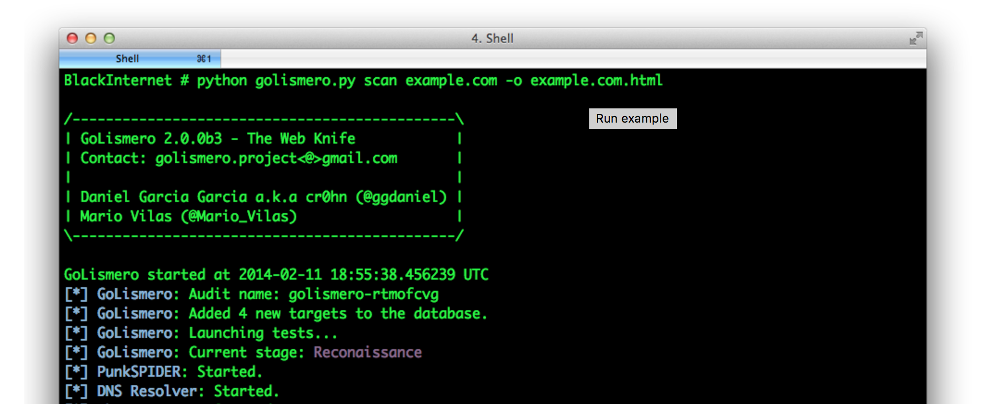 4. Shell
Shell ⌘1
BlackInternet # python golismero.py scan example.com -o example.com.html
Run example
/----------------------------------------------\
| GoLismero 2.0.0b3 - The Web Knife |
| Contact: golismero.project<@>gmail.com |
| |
| Daniel Garcia Garcia a.k.a cr0hn (@ggdaniel) |
| Mario Vilas (@Mario_Vilas) |
\----------------------------------------------/
GoLismero started at 2014-02-11 18:55:38.456239 UTC
[*] GoLismero: Audit name: golismero-rtmofcvg
[*] GoLismero: Added 4 new targets to the database.
[*] GoLismero: Launching tests...
[*] GoLismero: Current stage: Reconaissance
[*] PunkSPIDER: Started.
[*] DNS Resolver: Started.